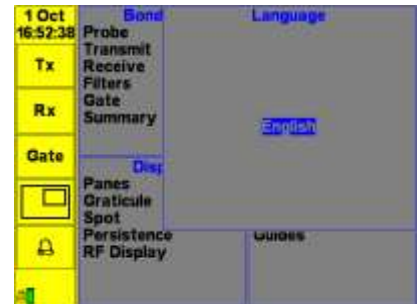 1 Oct
16:52:38
Tx
Rx
Gate
Bond
Probe
Transmit
Receive
Filters
Gate
Summary
Disp
Panes
Graticule
Spot
Persistence
RF Display
Language
English
Guides